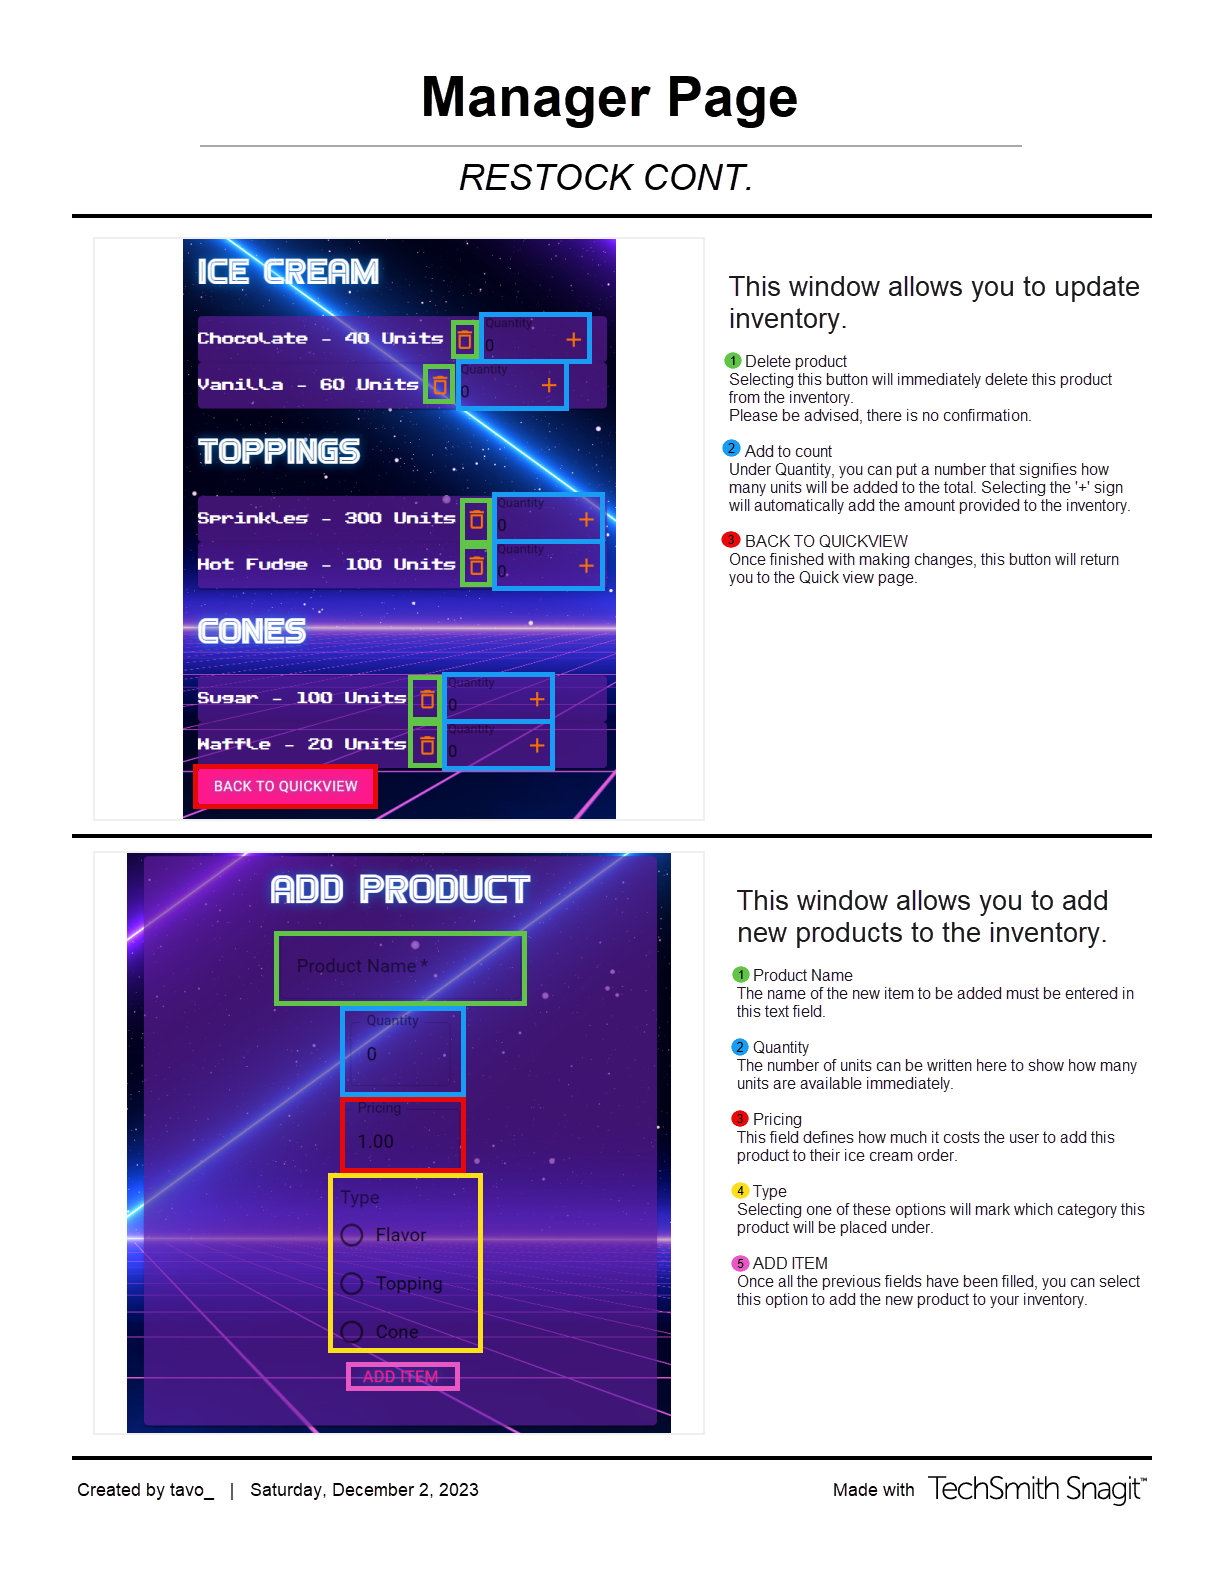 Manager Page
RESTOCK CONT.
ICE CREAM
Chocolate - 40 Units
Quantity
0
+
Vanilla - 60 Units
Quantity
0
+
TOPPINGS
Sprinkles - 300 Units
Quantity
0
+
Hot Fudge - 100 Units
Quantity
0
+
CONES
Sugar - 100 Units
Quantity
0
+
Waffle - 20 Units
Quantity
0
+
BACK TO QUICKVIEW
This window allows you to update
inventory.
1 Delete product
Selecting this button will immediately delete this product
from the inventory.
Please be advised, there is no confirmation.
2 Add to count
Under Quantity, you can put a number that signifies how
many units will be added to the total. Selecting the '+' sign
will automatically add the amount provided to the inventory.
3 BACK TO QUICKVIEW
Once finished with making changes, this button will return
you to the Quick view page.
ADD PRODUCT
Product Name *
Quantity
0
Pricing
1.00
Type
Flavor
Topping
Cone
ADD ITEM
This window allows you to add
new products to the inventory.
1 Product Name
The name of the new item to be added must be entered in
this text field.
2 Quantity
The number of units can be written here to show how many
units are available immediately.
3 Pricing
This field defines how much it costs the user to add this
product to their ice cream order.
4 Type
Selecting one of these options will mark which category this
product will be placed under.
5 ADD ITEM
Once all the previous fields have been filled, you can select
this option to add the new product to your inventory.
Created by tavo_ | Saturday, December 2, 2023
Made with TechSmith Snagit™